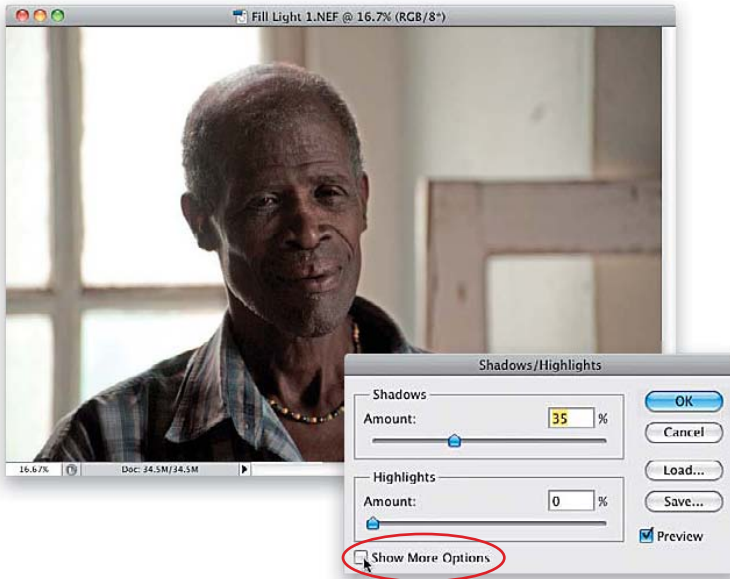 Fill Light 1.NEF @ 16.7% (RGB/8*)
16.67%
Doc: 34.5M/34.5M
Shadows/Highlights
Shadows
Amount: 35 %
Highlights
Amount: 0 %
Show More Options
OK
Cancel
Load...
Save...
Preview